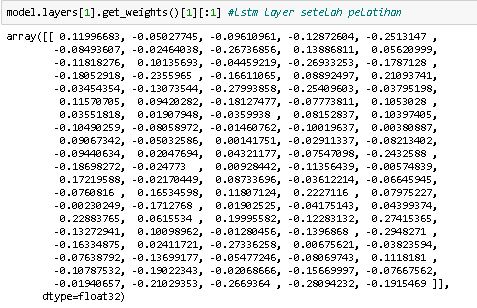 model.layers[1].get_weights()[1][:1] #Lstm Layer setelah pelatihan
array([[ 0.11996683, -0.05027745, -0.09610961, -0.12872604, -0.2513147 ,
-0.08493607, -0.02464038, -0.26736856, 0.13886811, 0.05620999,
-0.11818276, 0.10135693, -0.04459219, -0.26933253, -0.1787128 ,
-0.18052918, -0.2355965 , -0.16611065, 0.08892497, 0.21093741,
-0.03454354, -0.13073544, -0.27993858, -0.25409603, -0.03795198,
0.11570705, 0.09420282, -0.18127477, -0.07773811, 0.1053028 ,
0.03551818, 0.01907948, -0.0359938 , 0.08152837, 0.10397405,
-0.10490259, -0.08058972, -0.01460762, -0.10019637, 0.00380887,
0.09067342, -0.05032586, 0.00141751, -0.02911337, -0.08213402,
-0.09440634, 0.02047694, 0.04321177, -0.07547098, -0.2432588 ,
-0.18698272, -0.024773 , 0.00928442, -0.11356439, -0.00574839,
0.17219588, -0.02170449, 0.08733696, -0.03612214, -0.06645945,
-0.0760816 , -0.16534598, 0.11807124, 0.2227116 , 0.07975227,
-0.00230249, -0.1712768 , 0.01902525, -0.04175143, 0.04399374,
0.22883765, 0.0615534 , 0.19995582, -0.12283132, 0.27415365,
-0.13272941, 0.10098962, -0.01280456, -0.1396868 , -0.2948271 ,
-0.16334875, 0.02411721, -0.27336258, 0.00675621, -0.03823594,
-0.07638792, -0.13699177, -0.05477246, -0.08069743, 0.1118181 ,
-0.10787532, -0.19022343, -0.02068666, -0.15669997, -0.07667562,
-0.01940657, -0.21029353, -0.2669364 , -0.28094232, -0.1915469 ]],
dtype=float32)